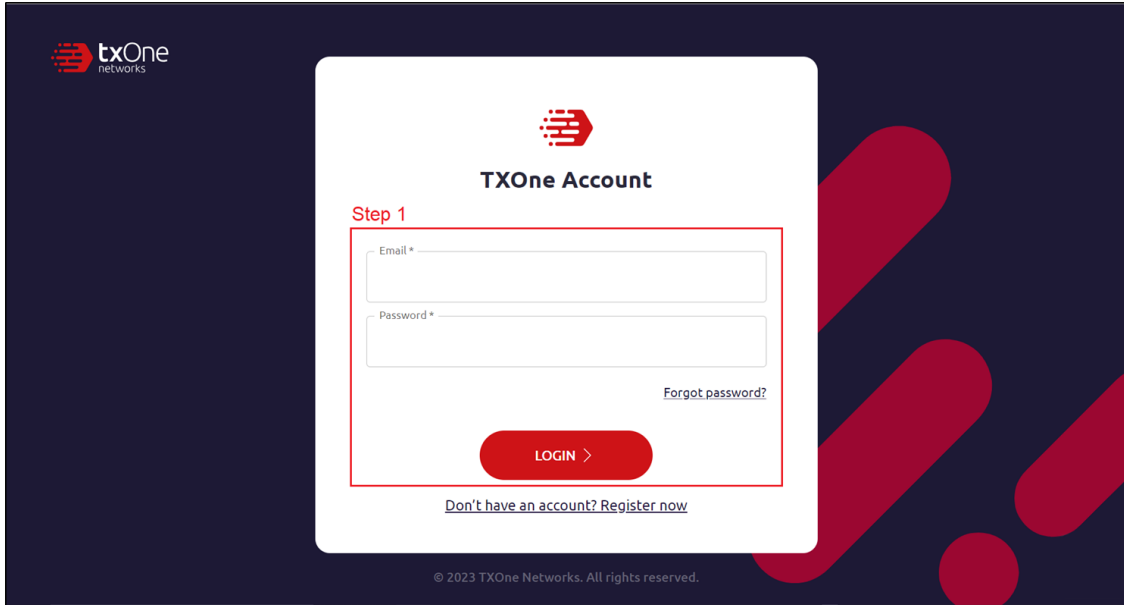 txOne
networks
TXOne Account
Step 1
Email *
Password *
Forgot password?
LOGIN
Don't have an account? Register now
© 2023 TXOne Networks. All rights reserved.